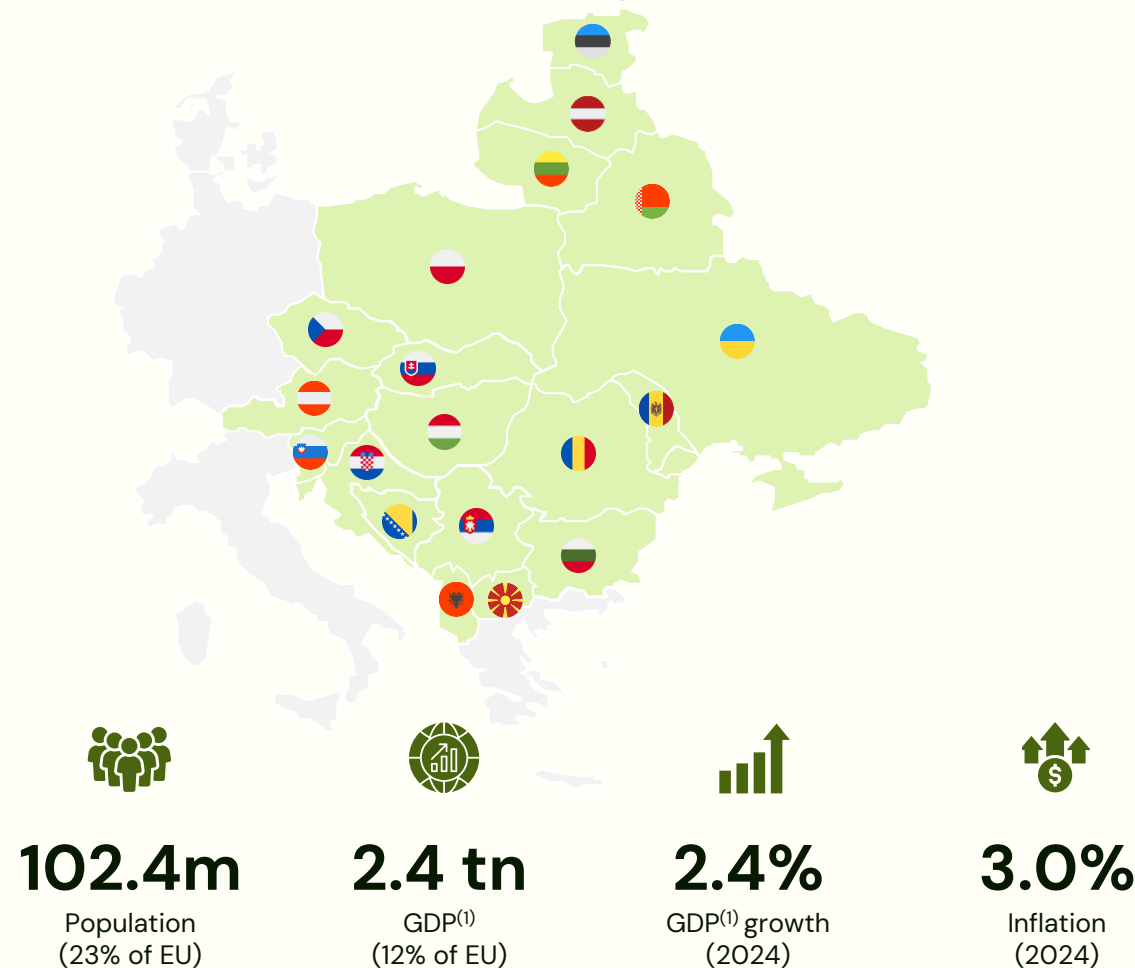 102.4m
Population
(23% of EU)
2.4 tn
GDP(1)
(12% of EU)
2.4%
GDP(1) growth
(2024)
$
3.0%
Inflation
(2024)